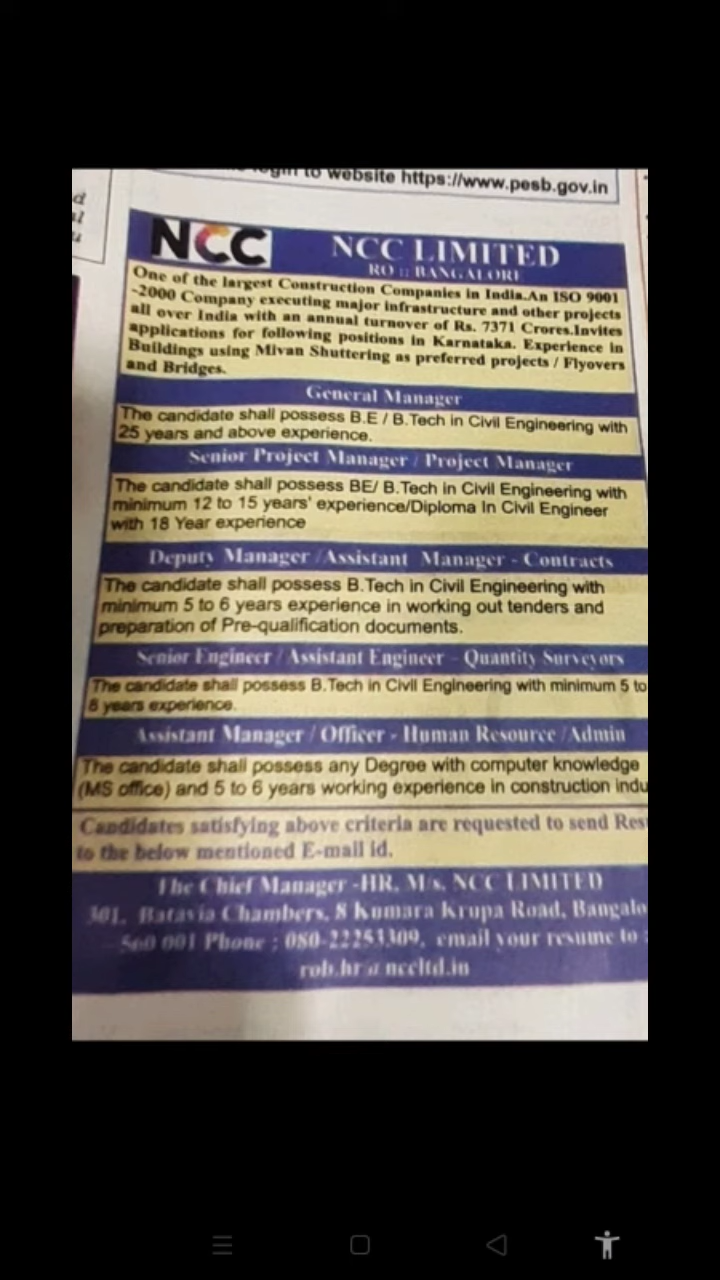 login to website https://www.pesb.gov.in
NCC NCC LIMITED
RO :: BANGALORE
One of the largest Construction Companies in India.An ISO 9001
-2000 Company executing major infrastructure and other projects
all over India with an annual turnover of Rs. 7371 Crores.Invites
applications for following positions in Karnataka. Experience in
Buildings using Mivan Shuttering as preferred projects / Flyovers
and Bridges.
General Manager
The candidate shall possess B.E / B.Tech in Civil Engineering with
25 years and above experience.
Senior Project Manager / Project Manager
The candidate shall possess BE/ B.Tech in Civil Engineering with
minimum 12 to 15 years' experience/Diploma In Civil Engineer
with 18 Year experience
Deputy Manager /Assistant Manager - Contracts
The candidate shall possess B.Tech in Civil Engineering with
minimum 5 to 6 years experience in working out tenders and
preparation of Pre-qualification documents.
Senior Engineer / Assistant Engineer - Quantity Surveyors
The candidate shall possess B.Tech in Civil Engineering with minimum 5 to
8 years experience.
Assistant Manager / Officer - Human Resource /Admin
The candidate shall possess any Degree with computer knowledge
(MS office) and 5 to 6 years working experience in construction indu
Candidates satisfying above criteria are requested to send Res
to the below mentioned E-mail id.
The Chief Manager -HR, M/s. NCC LIMITED
301, Batavia Chambers, 8 Kumara Krupa Road, Bangalo
560 001 Phone : 080-22253309, email your resume to :
rob.hr@nccltd.in